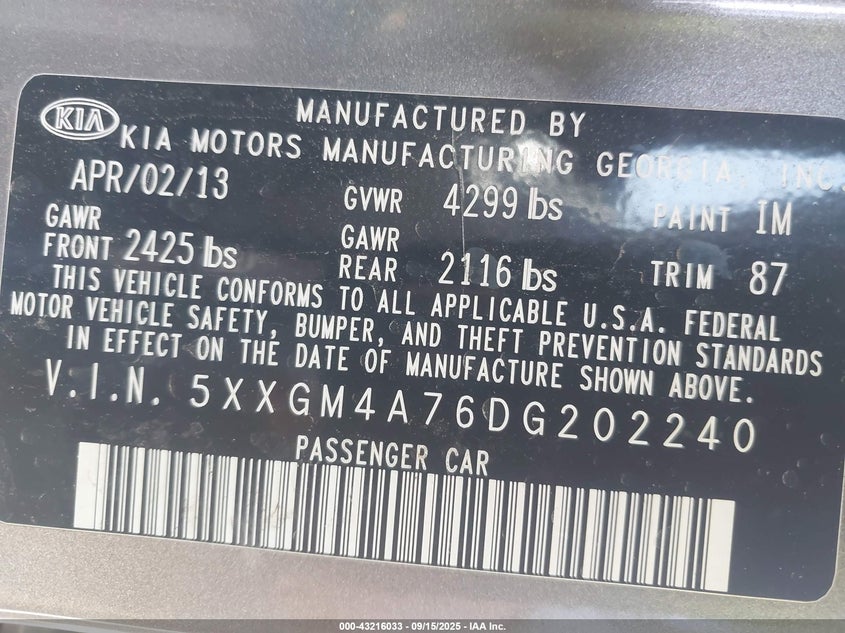 KIA
MANUFACTURED BY
KIA MOTORS MANUFACTURING GEORGIA, INC.
APR/02/13 GVWR 4299 lbs PAINT IM
GAWR FRONT 2425 lbs GAWR REAR 2116 lbs TRIM 87
THIS VEHICLE CONFORMS TO ALL APPLICABLE U.S.A. FEDERAL
MOTOR VEHICLE SAFETY, BUMPER, AND THEFT PREVENTION STANDARDS
IN EFFECT ON THE DATE OF MANUFACTURE SHOWN ABOVE.
V.I.N. 5XXGM4A76DG202240
PASSENGER CAR
000-43216033 - 09/15/2025 - IAA Inc.